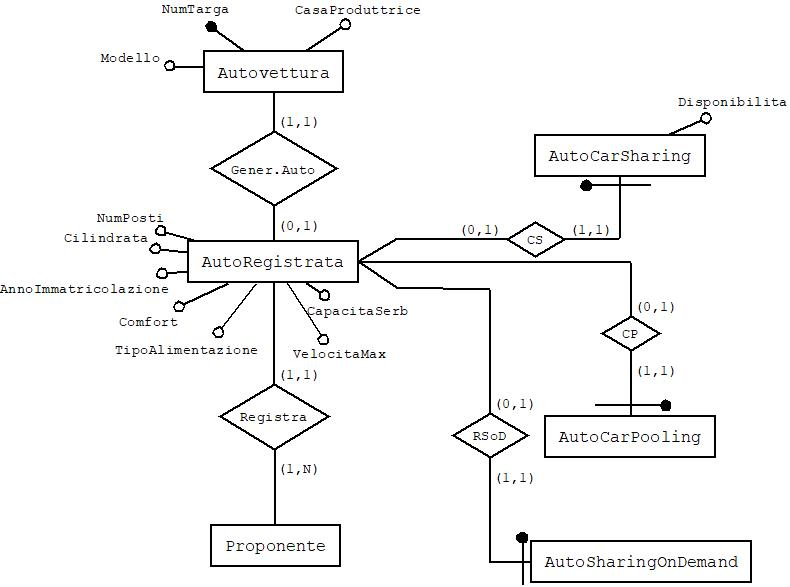 NumTarga
CasaProduttrice
Modello
Autovettura
Disponibilita
(1,1)
AutoCarSharing
Gener.Auto
NumPosti
(0,1)
(0,1)
(1,1)
Cilindrata
CS
AutoRegistrata
AnnoImmatricolazione
CapacitaSerb
(0,1)
Comfort
CP
TipoAlimentazione
VelocitaMax
(1,1)
(1,1)
(0,1)
Registra
RSoD
AutoCarPooling
(1,N)
(1,1)
Proponente
AutoSharingOnDemand